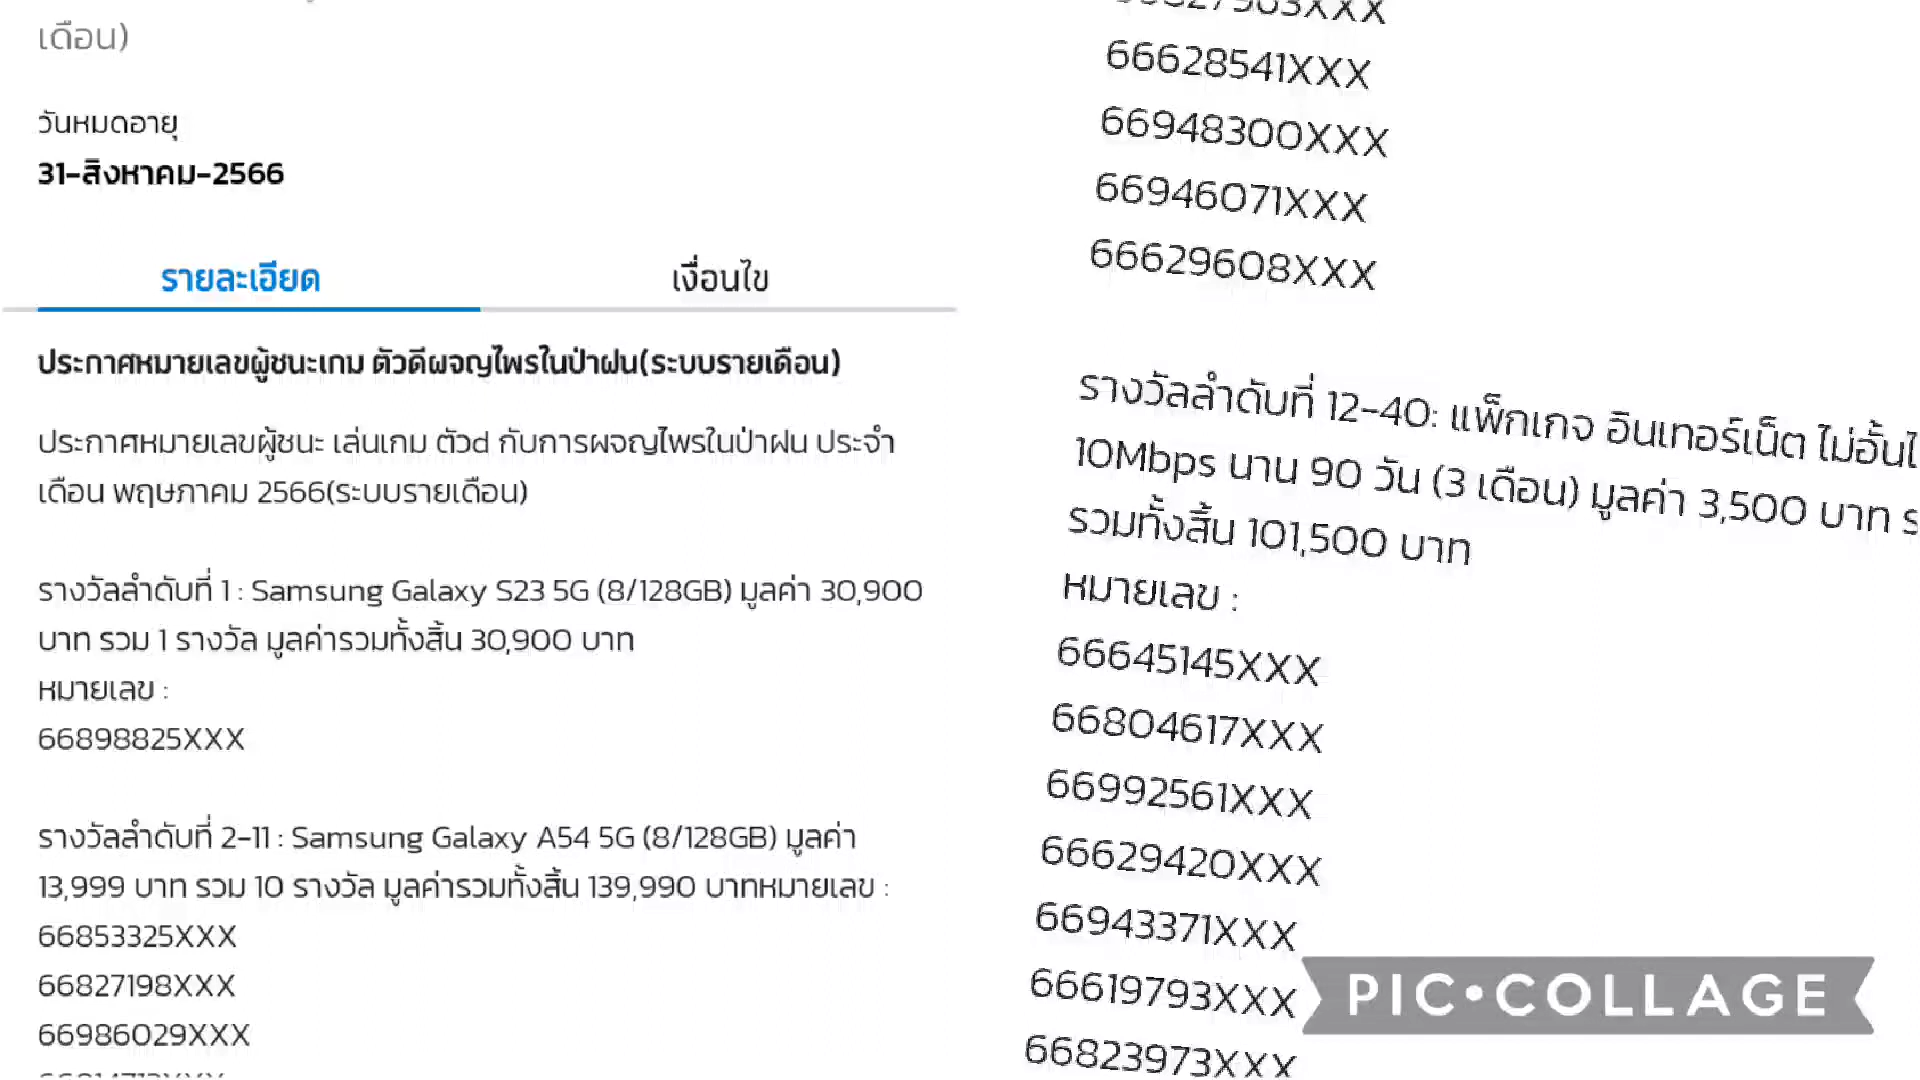 เดือน)
วันหมดอายุ
31-สิงหาคม-2566
รายละเอียด
เงื่อนไข
ประกาศหมายเลขผู้ชนะเกม ตัวดีผจญไพรในป่าฝน(ระบบรายเดือน)
ประกาศหมายเลขผู้ชนะ เล่นเกม ตัวd กับการผจญไพรในป่าฝน ประจำ
เดือน พฤษภาคม 2566(ระบบรายเดือน)
รางวัลลำดับที่ 1 : Samsung Galaxy S23 5G (8/128GB) มูลค่า 30,900
บาท รวม 1 รางวัล มูลค่ารวมทั้งสิ้น 30,900 บาท
หมายเลข :
66898825XXX
รางวัลลำดับที่ 2-11 : Samsung Galaxy A54 5G (8/128GB) มูลค่า
13,999 บาท รวม 10 รางวัล มูลค่ารวมทั้งสิ้น 139,990 บาทหมายเลข :
66853325XXX
66827198XXX
66986029XXX
66628541XXX
66948300XXX
66946071XXX
66629608XXX
รางวัลลำดับที่ 12-40: แพ็กเกจ อินเทอร์เน็ต ไม่อั้น
10Mbps นาน 90 วัน (3 เดือน) มูลค่า 3,500 บาท
รวมทั้งสิ้น 101,500 บาท
หมายเลข :
66645145XXX
66804617XXX
66992561XXX
66629420XXX
66943371XXX
66619793XXX
66823973XXX
PIC•COLLAGE